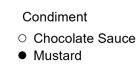 Condiment
○ Chocolate Sauce
● Mustard